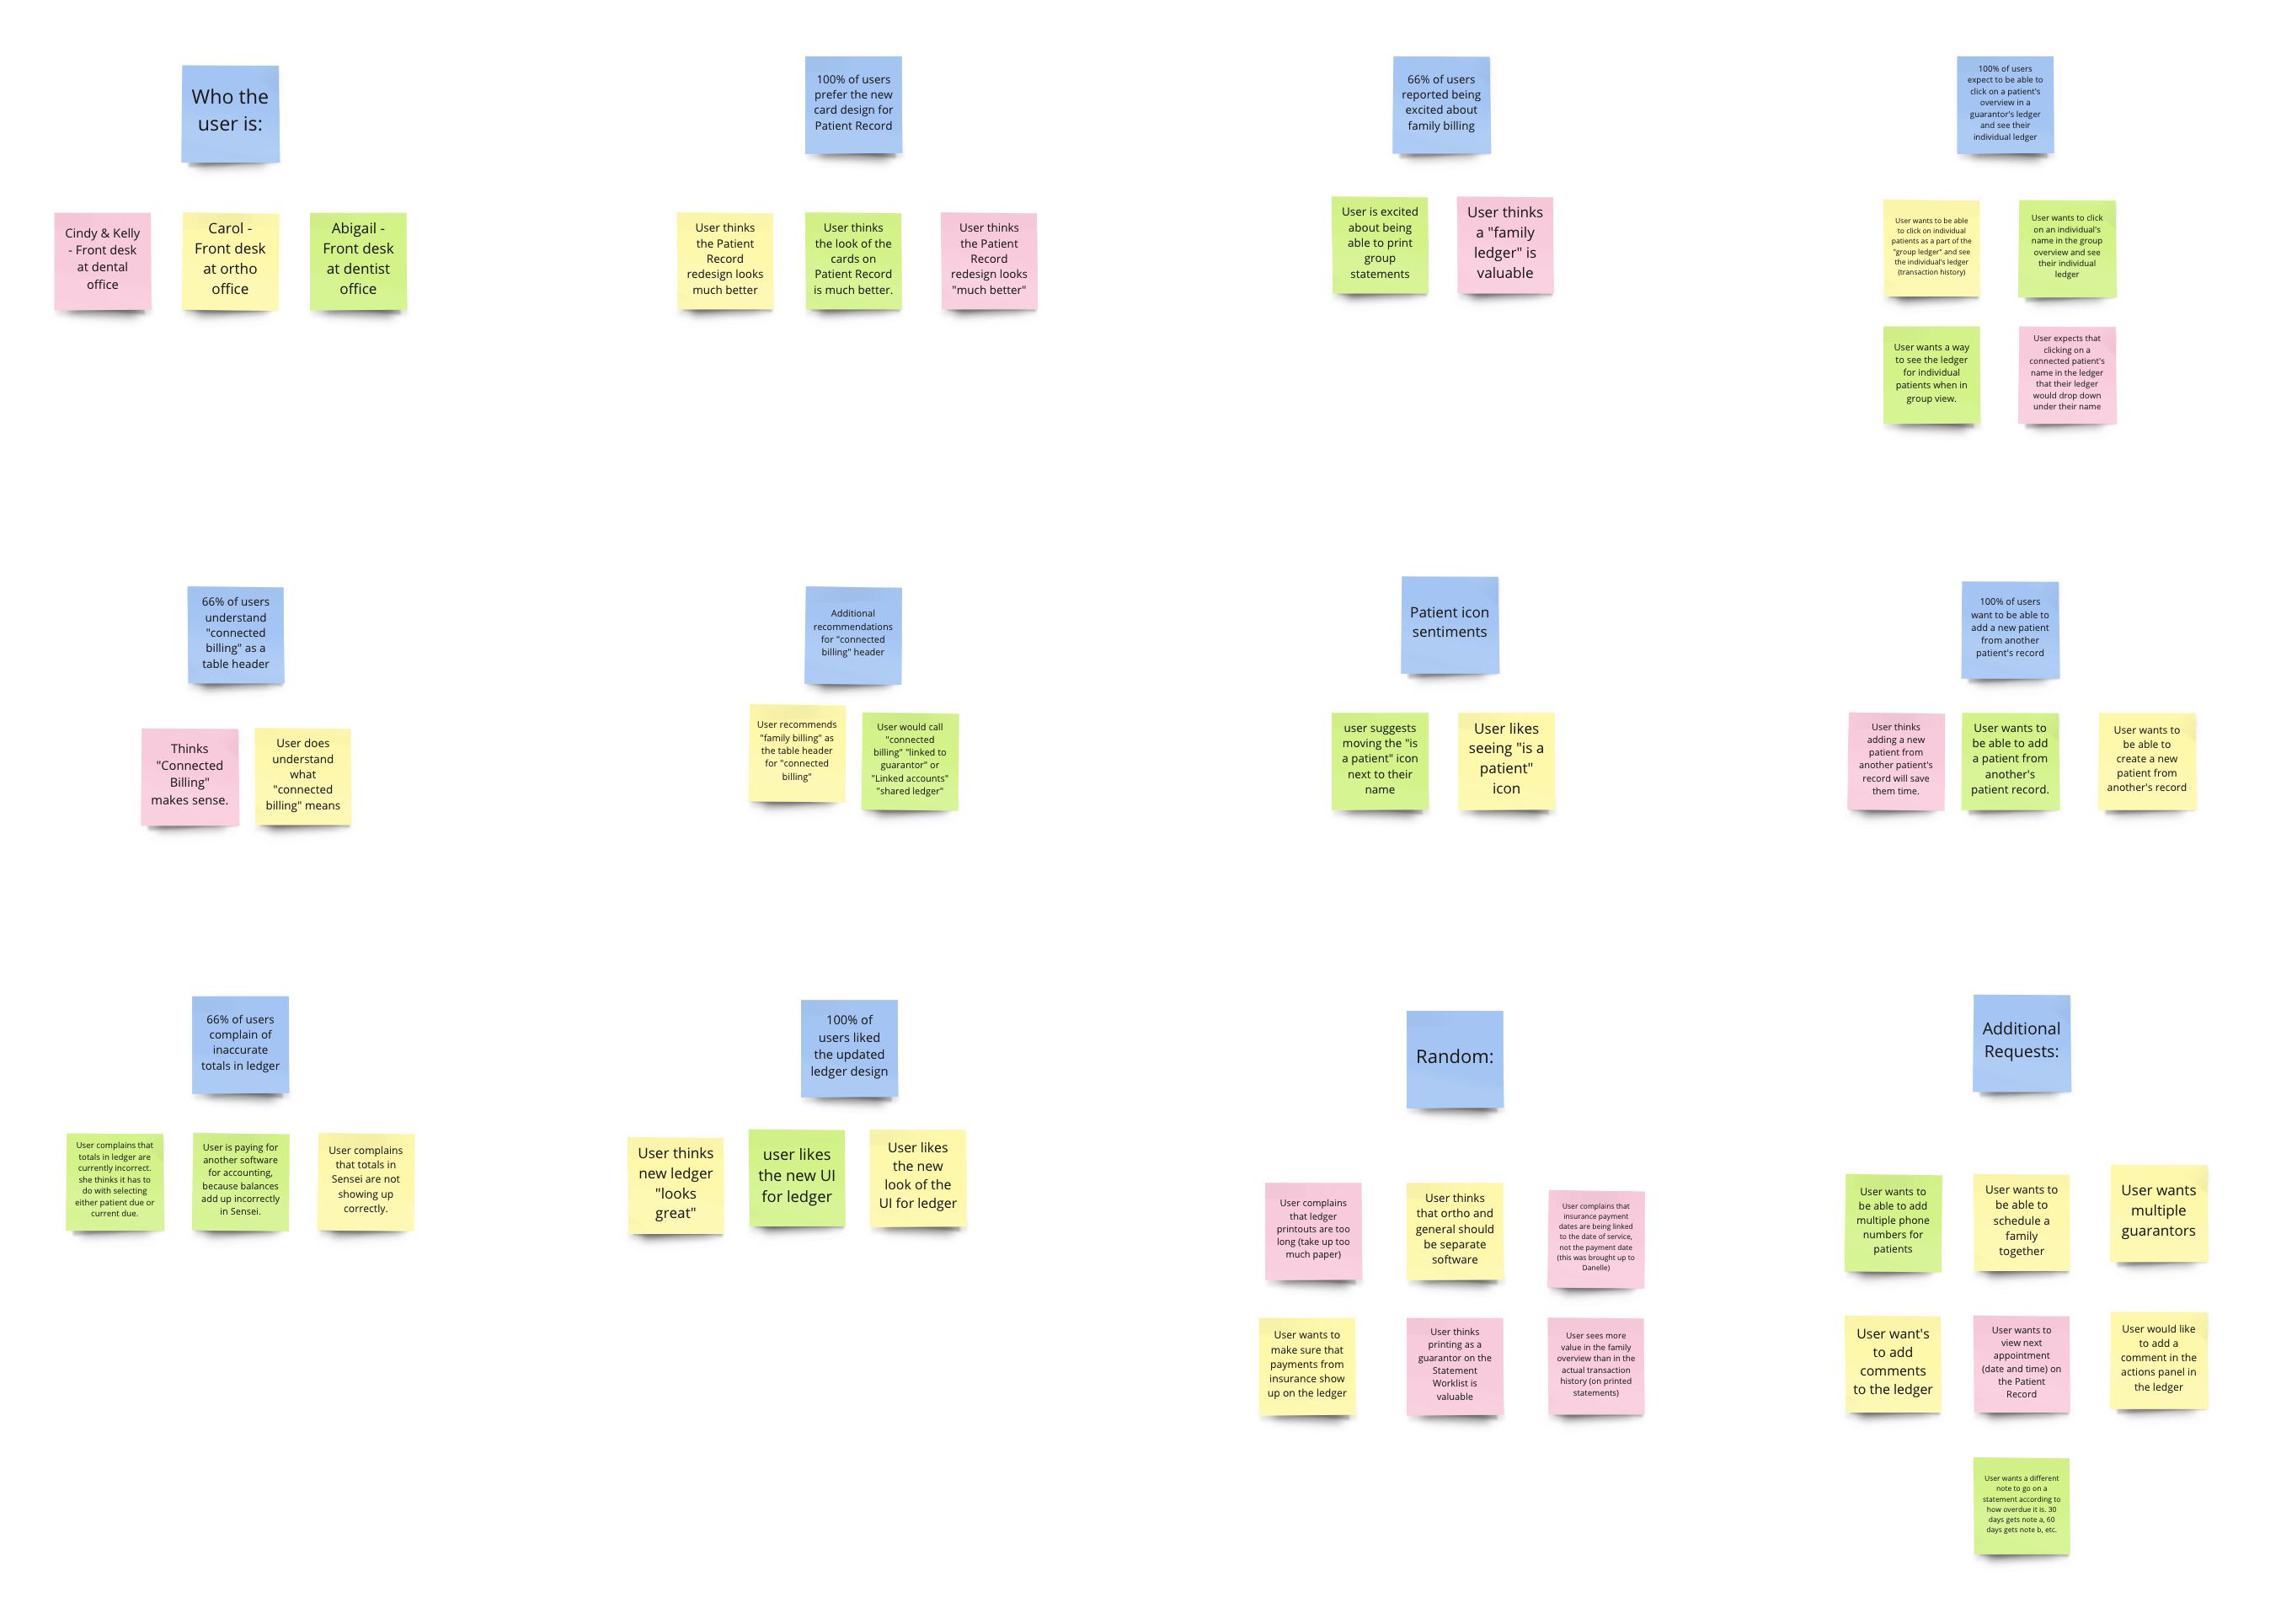 Who the
user is:
Cindy & Kelly
- Front desk
at dental
office
Carol -
Front desk
at ortho
office
Abigail -
Front desk
at dentist
office
100% of users
prefer the new
card design for
Patient Record
User thinks
the Patient
Record
redesign looks
much better
User thinks
the look of the
cards on
Patient Record
is much better.
User thinks
the Patient
Record
redesign looks
"much better"
66% of users
reported being
excited about
family billing
User is excited
about being
able to print
group
statements
User thinks
a "family
ledger" is
valuable
100% of users
expect to be able to
click on a patient's
overview in a
guarantor's ledger
and see their
individual ledger
User wants to be able
to click on individual
patients as a part of the
"group ledger" and see
the individual's ledger
(transaction history)
User wants to click
on an individual's
name in the group
overview and see
their individual
ledger
User wants a way
to see the ledger
for individual
patients when in
group view.
User expects that
clicking on a
connected patient's
name in the ledger
that their ledger
would drop down
under their name
66% of users
understand
"connected
billing" as a
table header
Thinks
"Connected
Billing"
makes sense.
User does
understand
what
"connected
billing" means
Additional
recommendations
for "connected
billing" header
User recommends
"family billing" as
the table header
for "connected
billing"
User would call
"connected
billing" "linked to
guarantor" or
"Linked accounts"
"shared ledger"
Patient icon
sentiments
user suggests
moving the "is
a patient" icon
next to their
name
User likes
seeing "is a
patient"
icon
100% of users
want to be able to
add a new patient
from another
patient's record
User thinks
adding a new
patient from
another patient's
record will save
them time.
User wants to
be able to add
a patient from
another's
patient record.
User wants to
be able to
create a new
patient from
another's record
66% of users
complain of
inaccurate
totals in ledger
User complains that
totals in ledger are
currently incorrect.
she thinks it has to
do with selecting
either patient due or
current due.
User is paying for
another software
for accounting,
because balances
add up incorrectly
in Sensei.
User complains
that totals in
Sensei are not
showing up
correctly.
100% of
users liked
the updated
ledger design
User thinks
new ledger
"looks
great"
user likes
the new UI
for ledger
User likes
the new
look of the
UI for ledger
Random:
User complains
that ledger
printouts are too
long (take up too
much paper)
User thinks
that ortho and
general should
be separate
software
User complains that
insurance payment
dates are being linked
to the date of service,
not the payment date
(this was brought up to
Danelle)
User wants to
make sure that
payments from
insurance show
up on the ledger
User thinks
printing as a
guarantor on the
Statement
Worklist is
valuable
User sees more
value in the family
overview than in the
actual transaction
history (on printed
statements)
Additional
Requests:
User wants to
be able to add
multiple phone
numbers for
patients
User wants to
be able to
schedule a
family
together
User wants
multiple
guarantors
User want's
to add
comments
to the ledger
User wants to
view next
appointment
(date and time) on
the Patient
Record
User would like
to add a
comment in the
actions panel in
the ledger
User wants a different
note to go on a
statement according to
how overdue it is. 30
days gets note a, 60
days gets note b, etc.